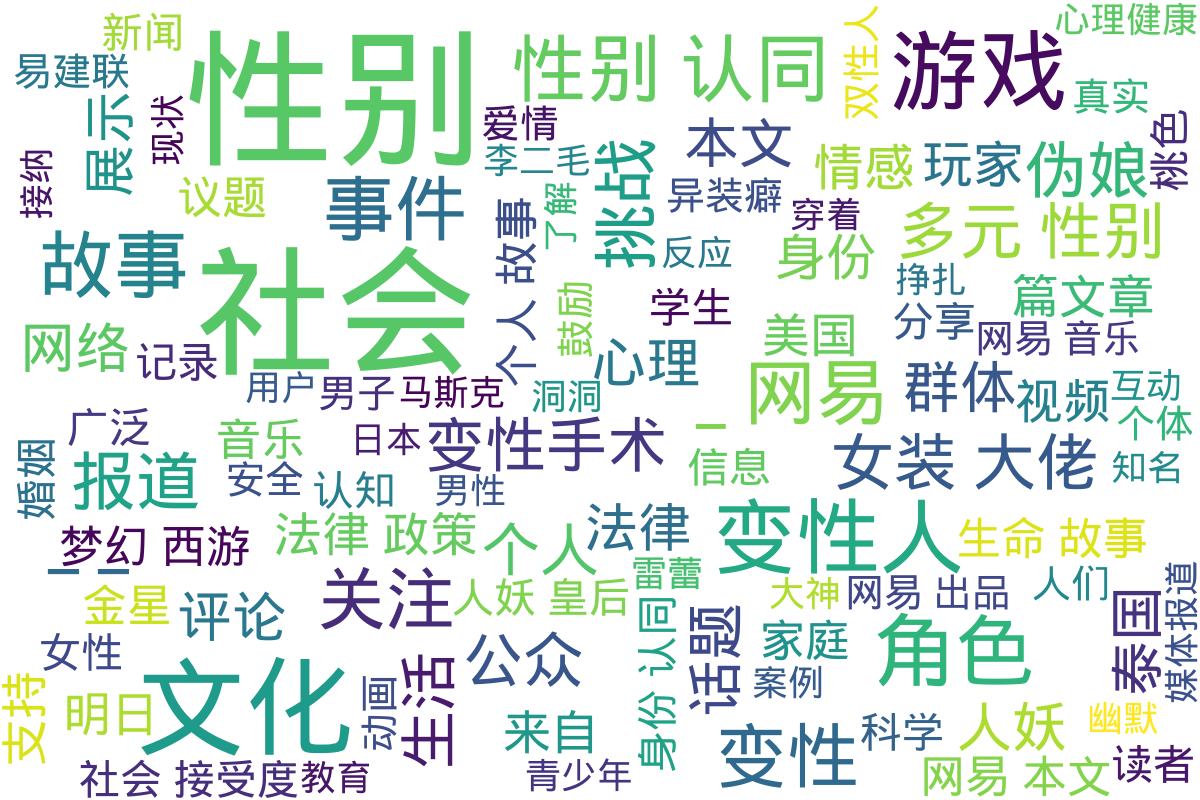 新闻
性别
性别 认同
双性人
游戏
心理健康
易建联
展示
现状
爱情
本文
真实
桃色
接纳
议题
事件
李二毛
挑战
情感
玩家
伪娘
故事
故事
了解
异装癖
穿着
多元 性别
社会
反应
身份
挣扎
网络
记录
个人
鼓励
学生
美国
分享
篇文章
网易 音乐
用户
男子
马斯克
洞洞
心理
网易
群体
视频
互动
个体
广泛
音乐
日本
变性手术
一
信息
女装 大佬
知名
婚姻
报道
安全
认知
男性
梦幻 西游
法律 政策
个人
法律
变性人
生命 故事
一 一
金星
评论
关注
人妖 皇后
雷蕾
大神
网易 出品
人们
女性
文化
动画
生活
公众
身份 认同
话题
家庭
角色
泰国
媒体报道
支持
明日
来自
案例
科学
人妖
幽默
社会 接受度
教育
青少年
变性
网易 本文
读者